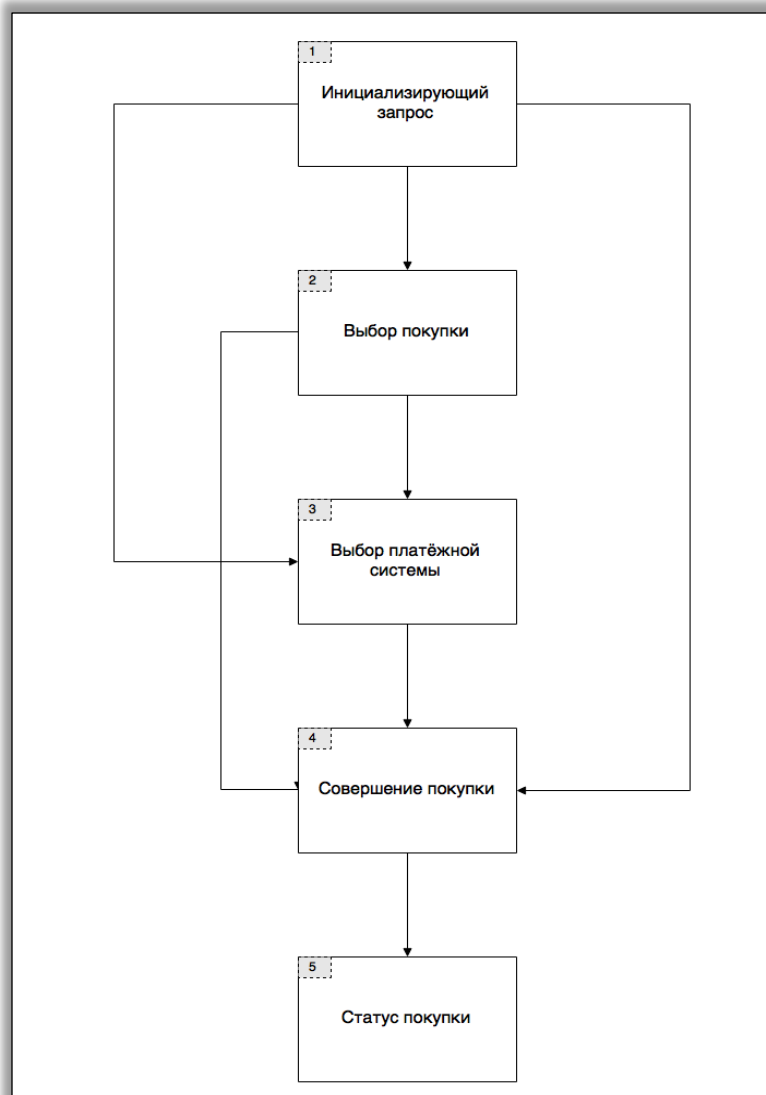 1
Инициализирующий
запрос
2
Выбор покупки
3
Выбор платёжной
системы
4
Совершение покупки
5
Статус покупки